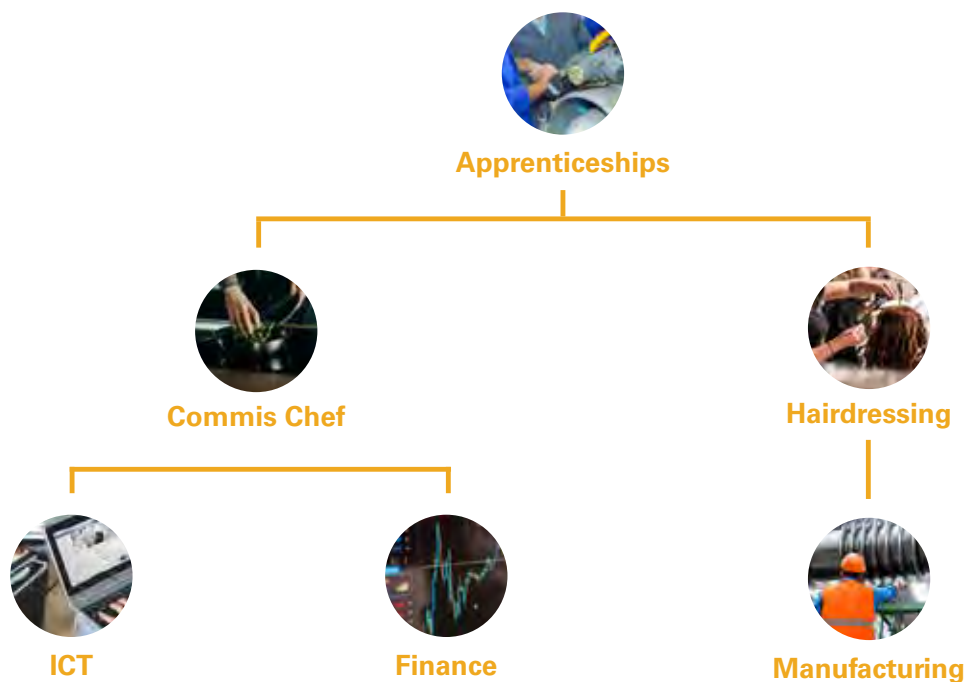 Apprenticeships
Commis Chef
Hairdressing
ICT
Finance
Manufacturing